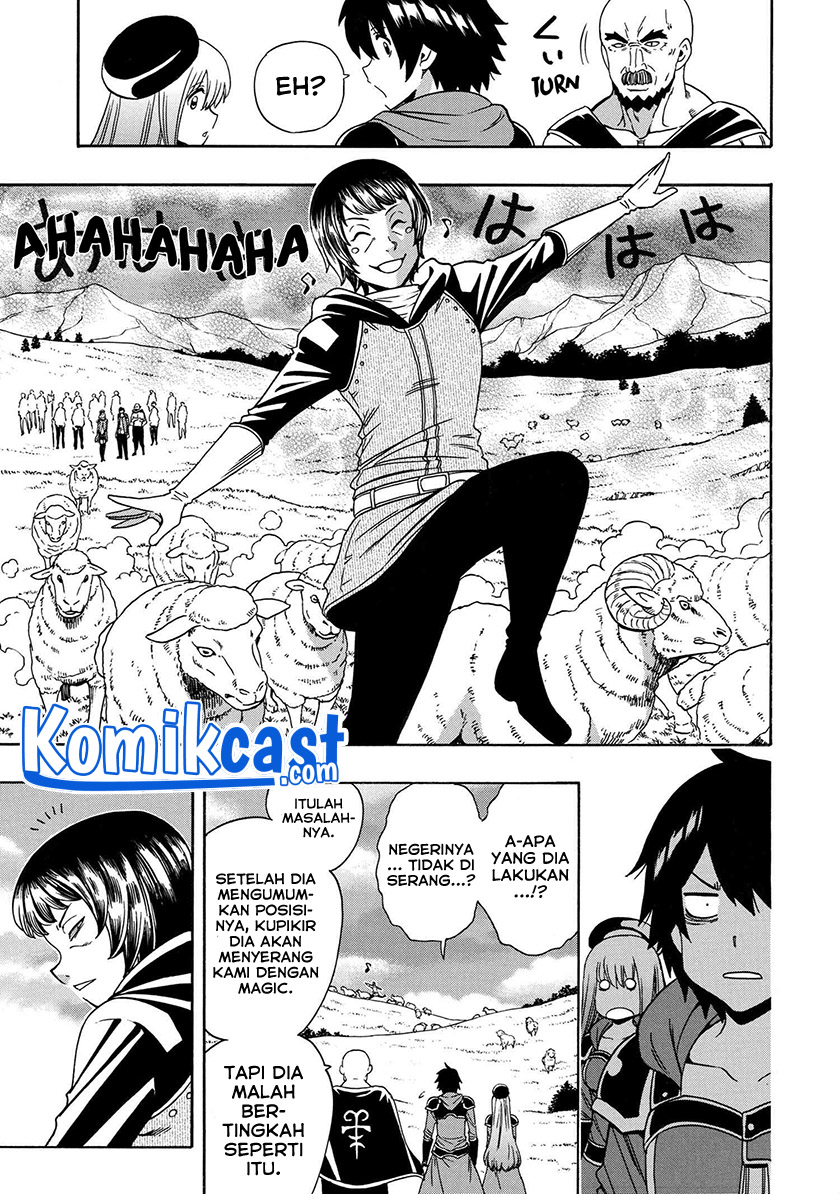 くい
TURN
EH?
AHAHAHAHA
はははは
A-APA
YANG DIA
LAKUKAN
...!?
NEGERINYA
... TIDAK DI
SERANG...?
ITULAH
MASALAH-
NYA.
SETELAH DIA
MENGUMUM-
KAN POSISI-
NYA, KUPIKIR
DIA AKAN
MENYERANG
KAMI DENGAN
MAGIC.
TAPI DIA
MALAH
BER-
TINGKAH
SEPERTI
ITU.
Komikcast
.com